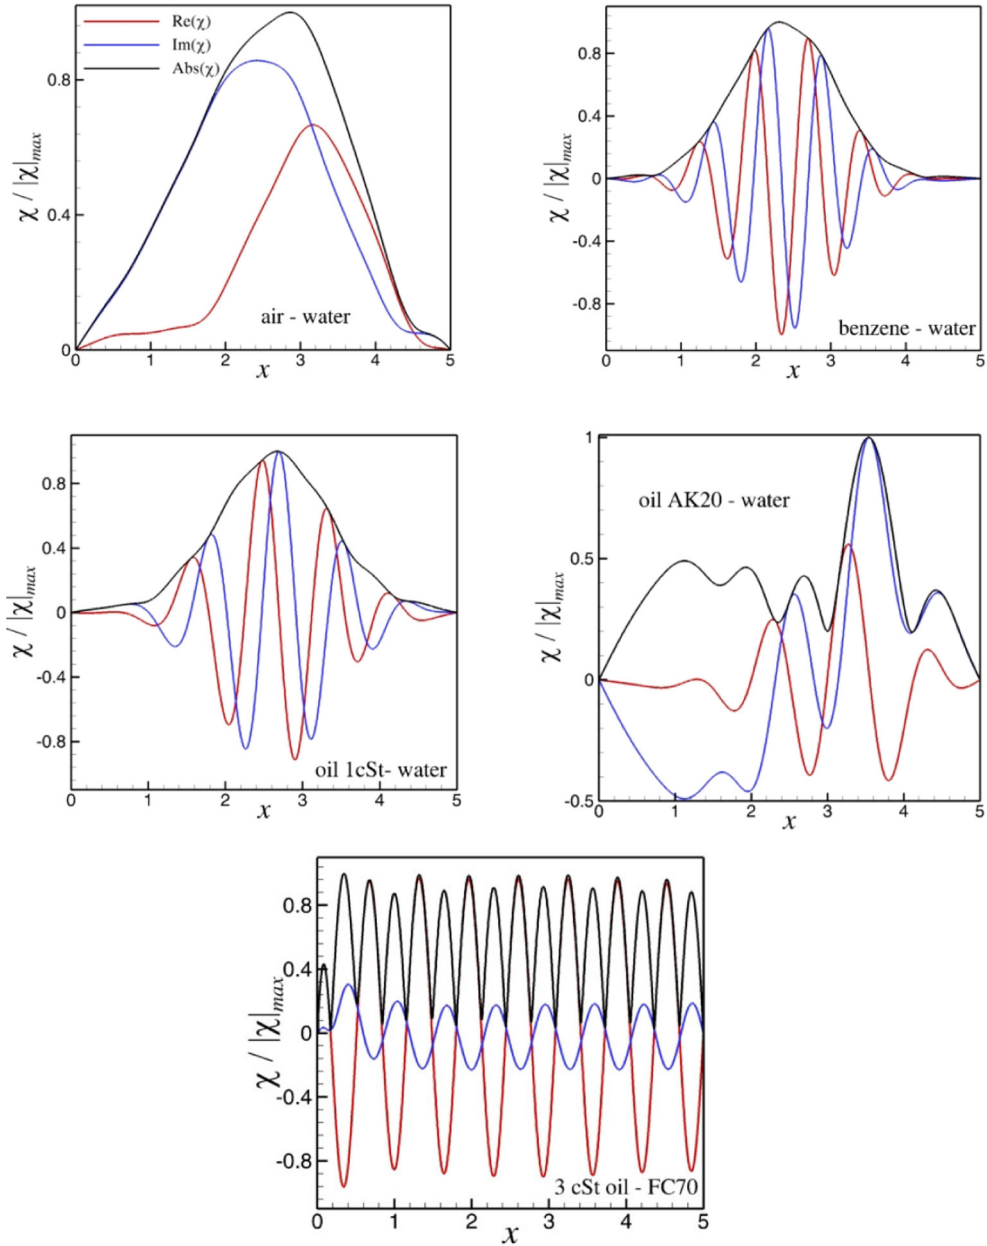 Re(χ)
Im(χ)
Abs(χ)
0.8
0.4
0
χ / |χ|max
0 1 2 3 4 5
x
air - water
0.8
0.4
0
-0.4
-0.8
χ / |χ|max
0 1 2 3 4 5
x
benzene - water
0.8
0.4
0
-0.4
-0.8
χ / |χ|max
0 1 2 3 4 5
x
oil 1cSt- water
1
0.5
0
-0.5
χ / |χ|max
1 2 3 4 5
x
oil AK20 - water
0.8
0.4
0
-0.4
-0.8
χ / |χ|max
0 1 2 3 4 5
x
3 cSt oil - FC70